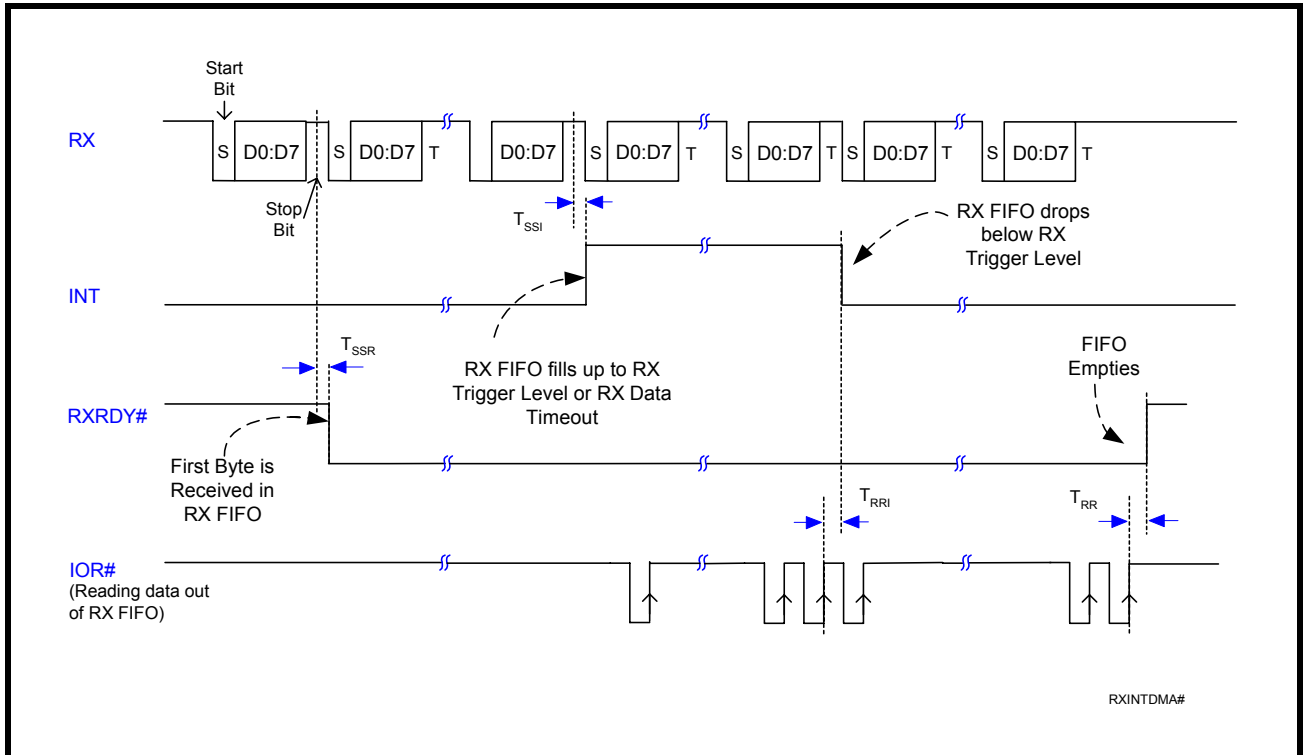 Start
Bit
RX
S D0:D7 S D0:D7 T D0:D7 S D0:D7 T S D0:D7 T S D0:D7 T S D0:D7 T
Stop
Bit
TSSI
RX FIFO drops
below RX
Trigger Level
INT
TSSR
RX FIFO fills up to RX
Trigger Level or RX Data
Timeout
FIFO
Empties
RXRDY#
First Byte is
Received in
RX FIFO
TRRI
TRR
IOR#
(Reading data out
of RX FIFO)
RXINTDMA#